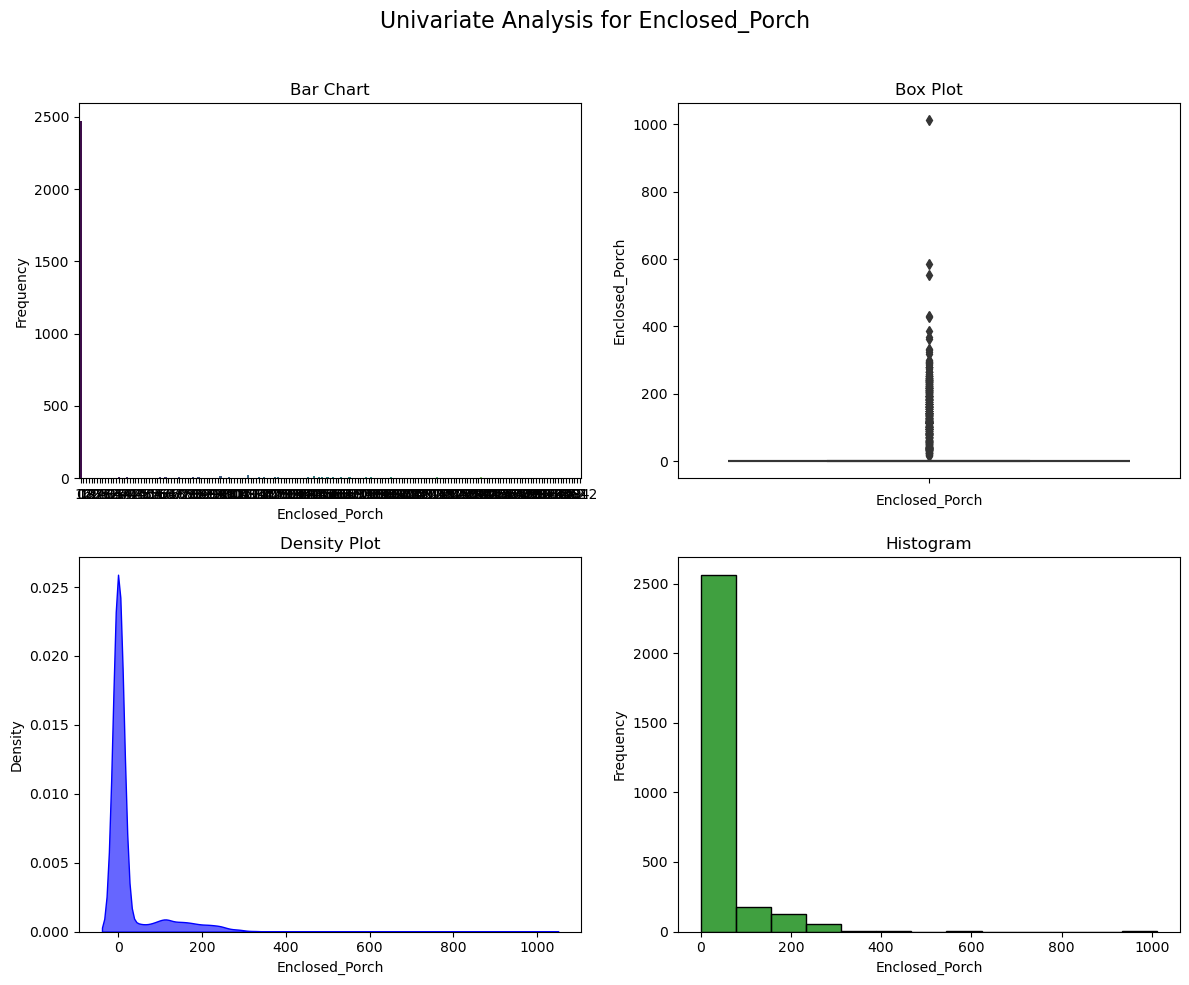 Univariate Analysis for Enclosed_Porch
Bar Chart
2500
2000
1500
1000
500
0
Frequency
Enclosed_Porch
Box Plot
1000
800
600
400
200
0
Enclosed_Porch
Enclosed_Porch
Density Plot
0.025
0.020
0.015
0.010
0.005
0.000
Density
0 200 400 600 800 1000
Enclosed_Porch
Histogram
2500
2000
1500
1000
500
0
Frequency
0 200 400 600 800 1000
Enclosed_Porch